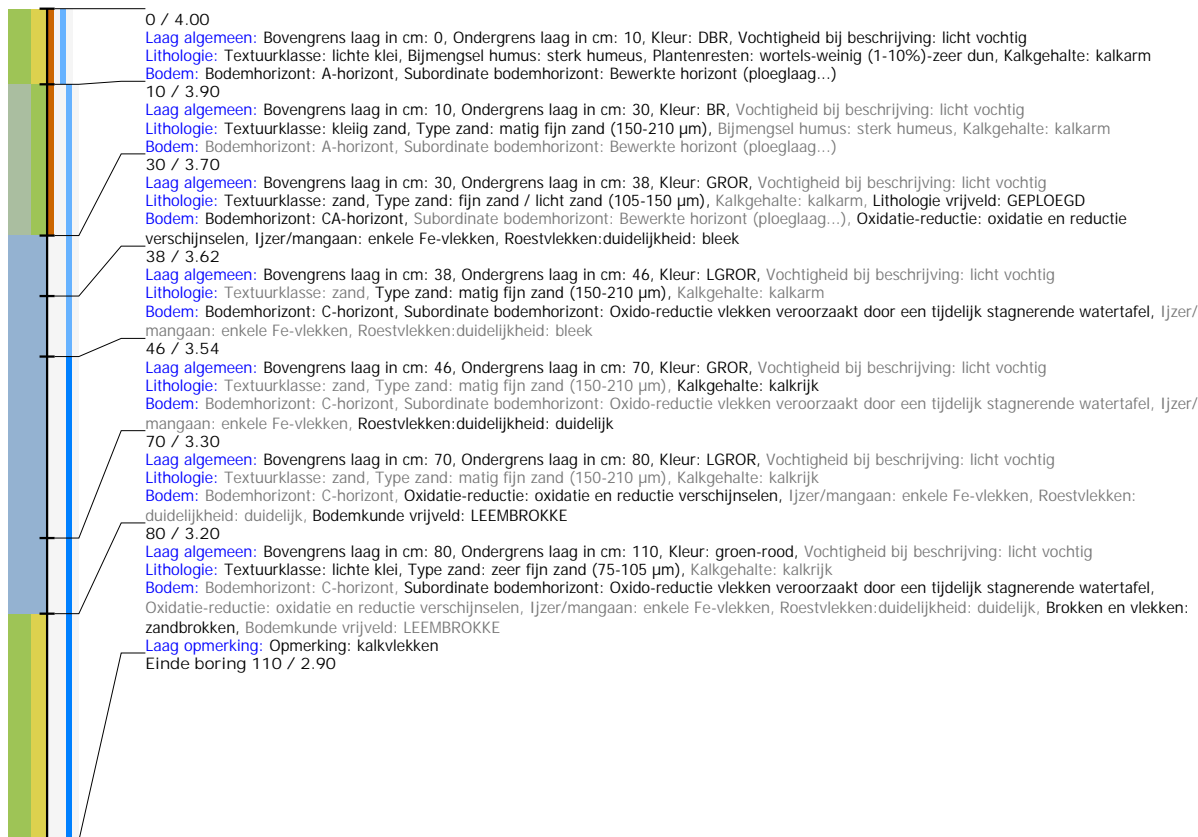 0 / 4.00
Laag algemeen: Bovengrens laag in cm: 0, Ondergrens laag in cm: 10, Kleur: DBR, Vochtigheid bij beschrijving: licht vochtig
Lithologie: Textuurklasse: lichte klei, Bijmengsel humus: sterk humeus, Plantenresten: wortels-weinig (1-10%)-zeer dun, Kalkgehalte: kalkarm
Bodem: Bodemhorizont: A-horizont, Subordinate bodemhorizont: Bewerkte horizont (ploeglaag...)
10 / 3.90
Laag algemeen: Bovengrens laag in cm: 10, Ondergrens laag in cm: 30, Kleur: BR, Vochtigheid bij beschrijving: licht vochtig
Lithologie: Textuurklasse: kleiig zand, Type zand: matig fijn zand (150-210 µm), Bijmengsel humus: sterk humeus, Kalkgehalte: kalkarm
Bodem: Bodemhorizont: A-horizont, Subordinate bodemhorizont: Bewerkte horizont (ploeglaag...)
30 / 3.70
Laag algemeen: Bovengrens laag in cm: 30, Ondergrens laag in cm: 38, Kleur: GROR, Vochtigheid bij beschrijving: licht vochtig
Lithologie: Textuurklasse: zand, Type zand: fijn zand / licht zand (105-150 µm), Kalkgehalte: kalkarm, Lithologie vrijveld: GEPLOEGD
Bodem: Bodemhorizont: CA-horizont, Subordinate bodemhorizont: Bewerkte horizont (ploeglaag...), Oxidatie-reductie: oxidatie en reductie
verschijnselen, Ijzer/mangaan: enkele Fe-vlekken, Roestvlekken:duidelijkheid: bleek
38 / 3.62
Laag algemeen: Bovengrens laag in cm: 38, Ondergrens laag in cm: 46, Kleur: LGROR, Vochtigheid bij beschrijving: licht vochtig
Lithologie: Textuurklasse: zand, Type zand: matig fijn zand (150-210 µm), Kalkgehalte: kalkarm
Bodem: Bodemhorizont: C-horizont, Subordinate bodemhorizont: Oxido-reductie vlekken veroorzaakt door een tijdelijk stagnerende watertafel, Ijzer/
mangaan: enkele Fe-vlekken, Roestvlekken:duidelijkheid: bleek
46 / 3.54
Laag algemeen: Bovengrens laag in cm: 46, Ondergrens laag in cm: 70, Kleur: GROR, Vochtigheid bij beschrijving: licht vochtig
Lithologie: Textuurklasse: zand, Type zand: matig fijn zand (150-210 µm), Kalkgehalte: kalkrijk
Bodem: Bodemhorizont: C-horizont, Subordinate bodemhorizont: Oxido-reductie vlekken veroorzaakt door een tijdelijk stagnerende watertafel, Ijzer/
mangaan: enkele Fe-vlekken, Roestvlekken:duidelijkheid: duidelijk
70 / 3.30
Laag algemeen: Bovengrens laag in cm: 70, Ondergrens laag in cm: 80, Kleur: LGROR, Vochtigheid bij beschrijving: licht vochtig
Lithologie: Textuurklasse: zand, Type zand: matig fijn zand (150-210 µm), Kalkgehalte: kalkrijk
Bodem: Bodemhorizont: C-horizont, Oxidatie-reductie: oxidatie en reductie verschijnselen, Ijzer/mangaan: enkele Fe-vlekken, Roestvlekken:
duidelijkheid: duidelijk, Bodemkunde vrijveld: LEEMBROKKE
80 / 3.20
Laag algemeen: Bovengrens laag in cm: 80, Ondergrens laag in cm: 110, Kleur: groen-rood, Vochtigheid bij beschrijving: licht vochtig
Lithologie: Textuurklasse: lichte klei, Type zand: zeer fijn zand (75-105 µm), Kalkgehalte: kalkrijk
Bodem: Bodemhorizont: C-horizont, Subordinate bodemhorizont: Oxido-reductie vlekken veroorzaakt door een tijdelijk stagnerende watertafel,
Oxidatie-reductie: oxidatie en reductie verschijnselen, Ijzer/mangaan: enkele Fe-vlekken, Roestvlekken:duidelijkheid: duidelijk, Brokken en vlekken:
zandbrokken, Bodemkunde vrijveld: LEEMBROKKE
Laag opmerking: Opmerking: kalkvlekken
Einde boring 110 / 2.90